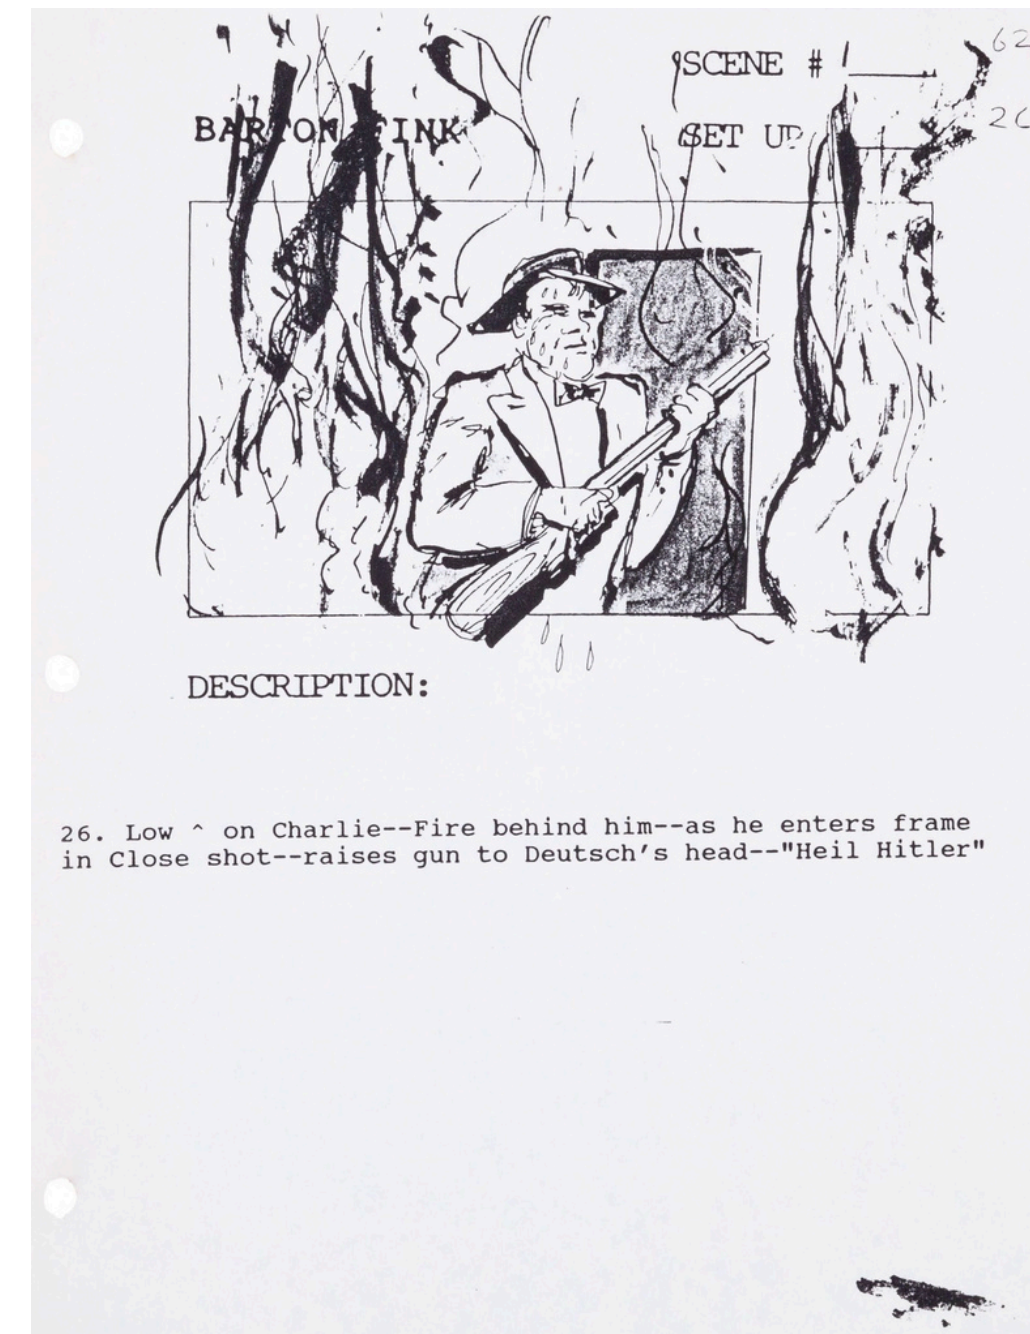 SCENE # 62
BARTON FINK
SET UP 26
DESCRIPTION:
26. Low ^ on Charlie--Fire behind him--as he enters frame
in Close shot--raises gun to Deutsch's head--"Heil Hitler"